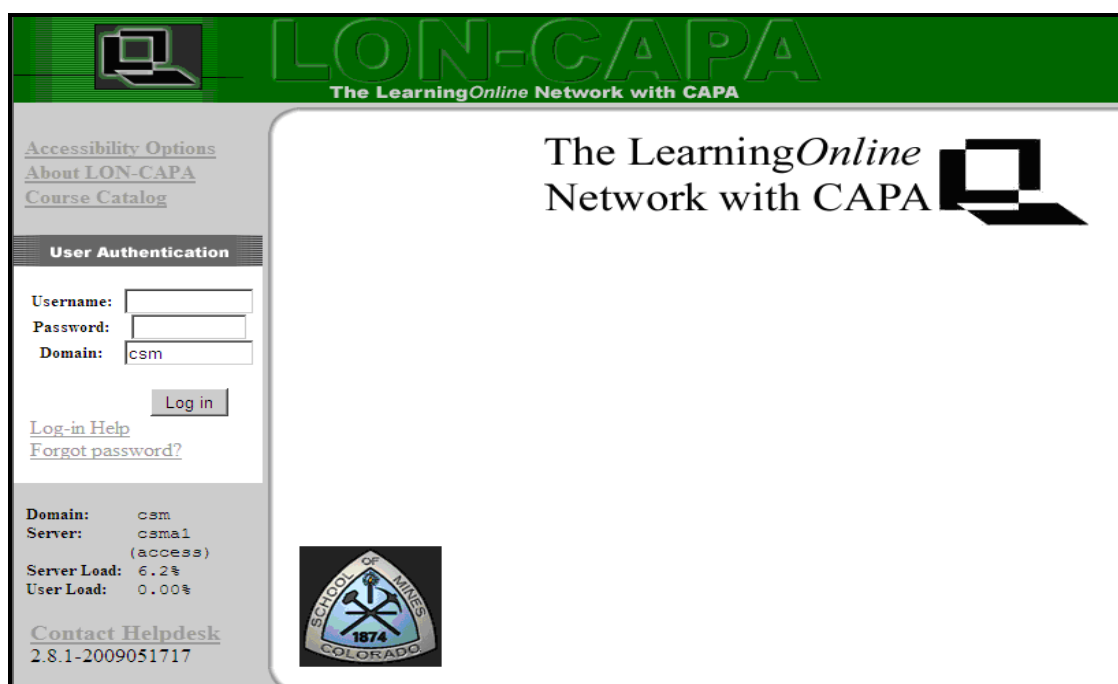 LON-CAPA
The LearningOnline Network with CAPA
Accessibility Options
About LON-CAPA
Course Catalog
User Authentication
Username:
Password:
Domain: csm
Log in
Log-in Help
Forgot password?
Domain: csm
Server: csma1
(access)
Server Load: 6.2%
User Load: 0.00%
Contact Helpdesk
2.8.1-2009051717
The LearningOnline
Network with CAPA
SCHOOL OF MINES
1874
COLORADO